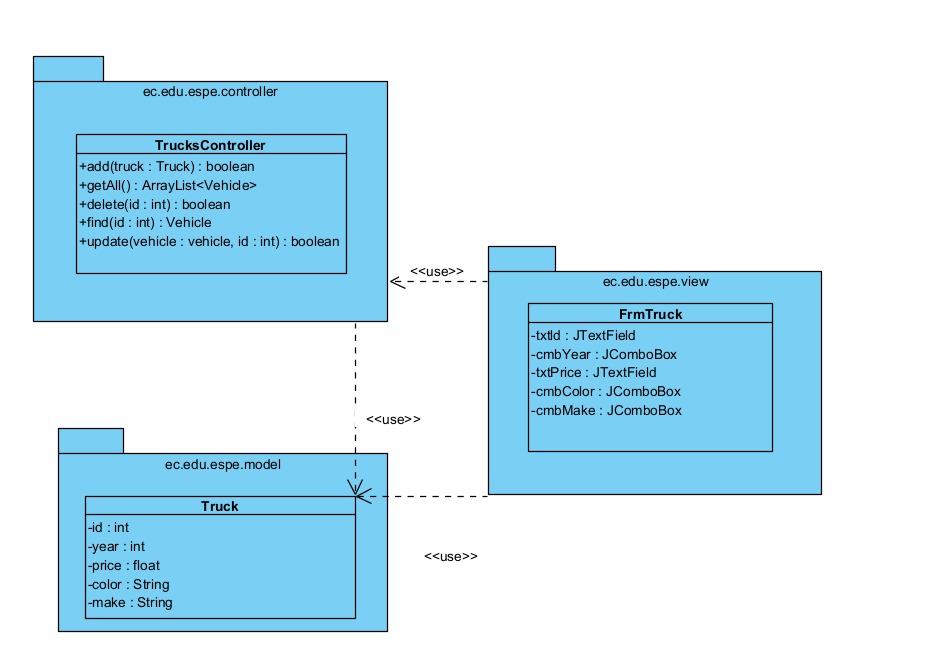 ec.edu.espe.controller
TrucksController
+add(truck : Truck) : boolean
+getAll() : ArrayList<Vehicle>
+delete(id : int) : boolean
+find(id : int) : Vehicle
+update(vehicle : vehicle, id : int) : boolean
<<use>>
ec.edu.espe.view
FrmTruck
-txtId : JTextField
-cmbYear : JComboBox
-txtPrice : JTextField
-cmbColor : JComboBox
-cmbMake : JComboBox
<<use>>
ec.edu.espe.model
Truck
-id : int
-year : int
-price : float
-color : String
-make : String
<<use>>